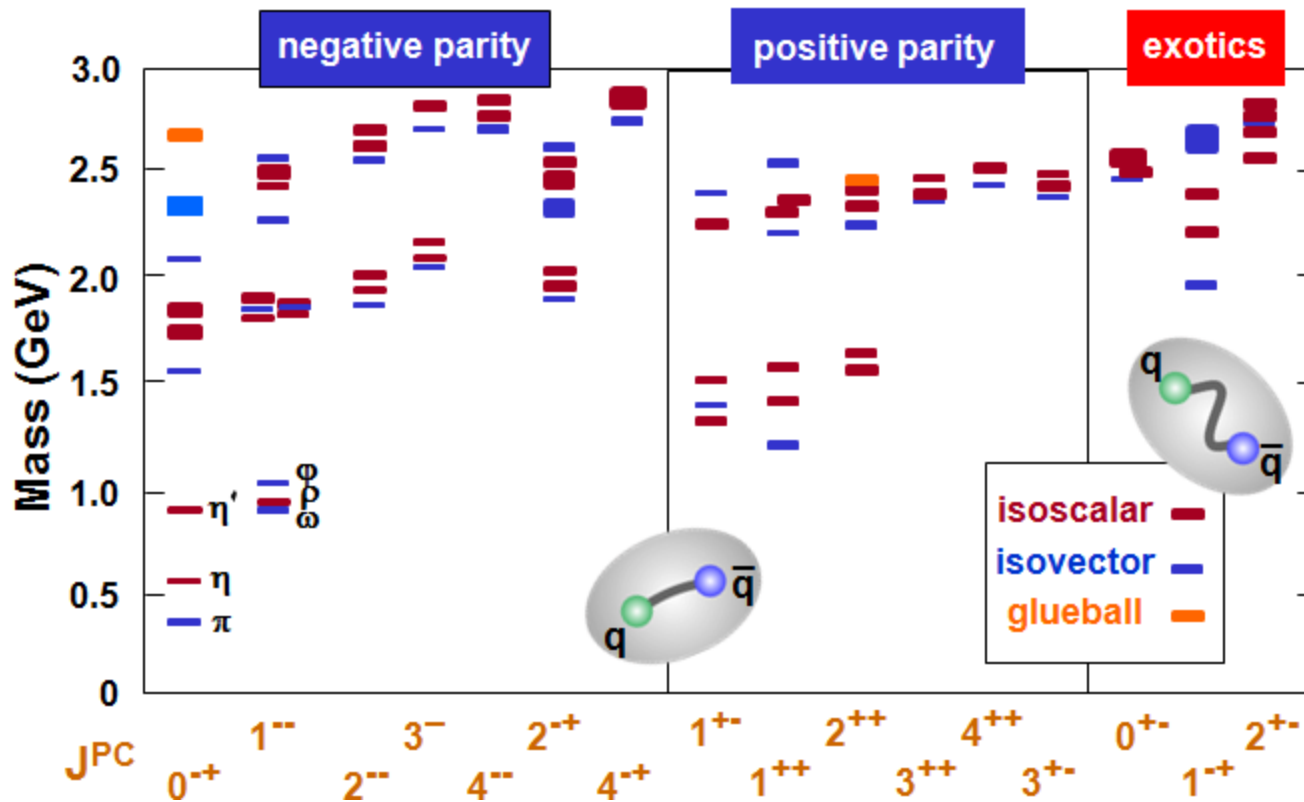 negative parity
positive parity
exotics
Mass (GeV)
3.0
2.5
2.0
1.5
1.0
0.5
0
η′
η
π
φ
ρ
ω
q
q̅
q
q̅
isoscalar
isovector
glueball
J^PC
0⁻⁺
1⁻⁻
2⁻⁻
3⁻
4⁻⁻
2⁻⁺
4⁻⁺
1⁺⁻
1⁺⁺
2⁺⁺
3⁺⁺
4⁺⁺
3⁺⁻
0⁺⁻
1⁻⁺
2⁺⁻